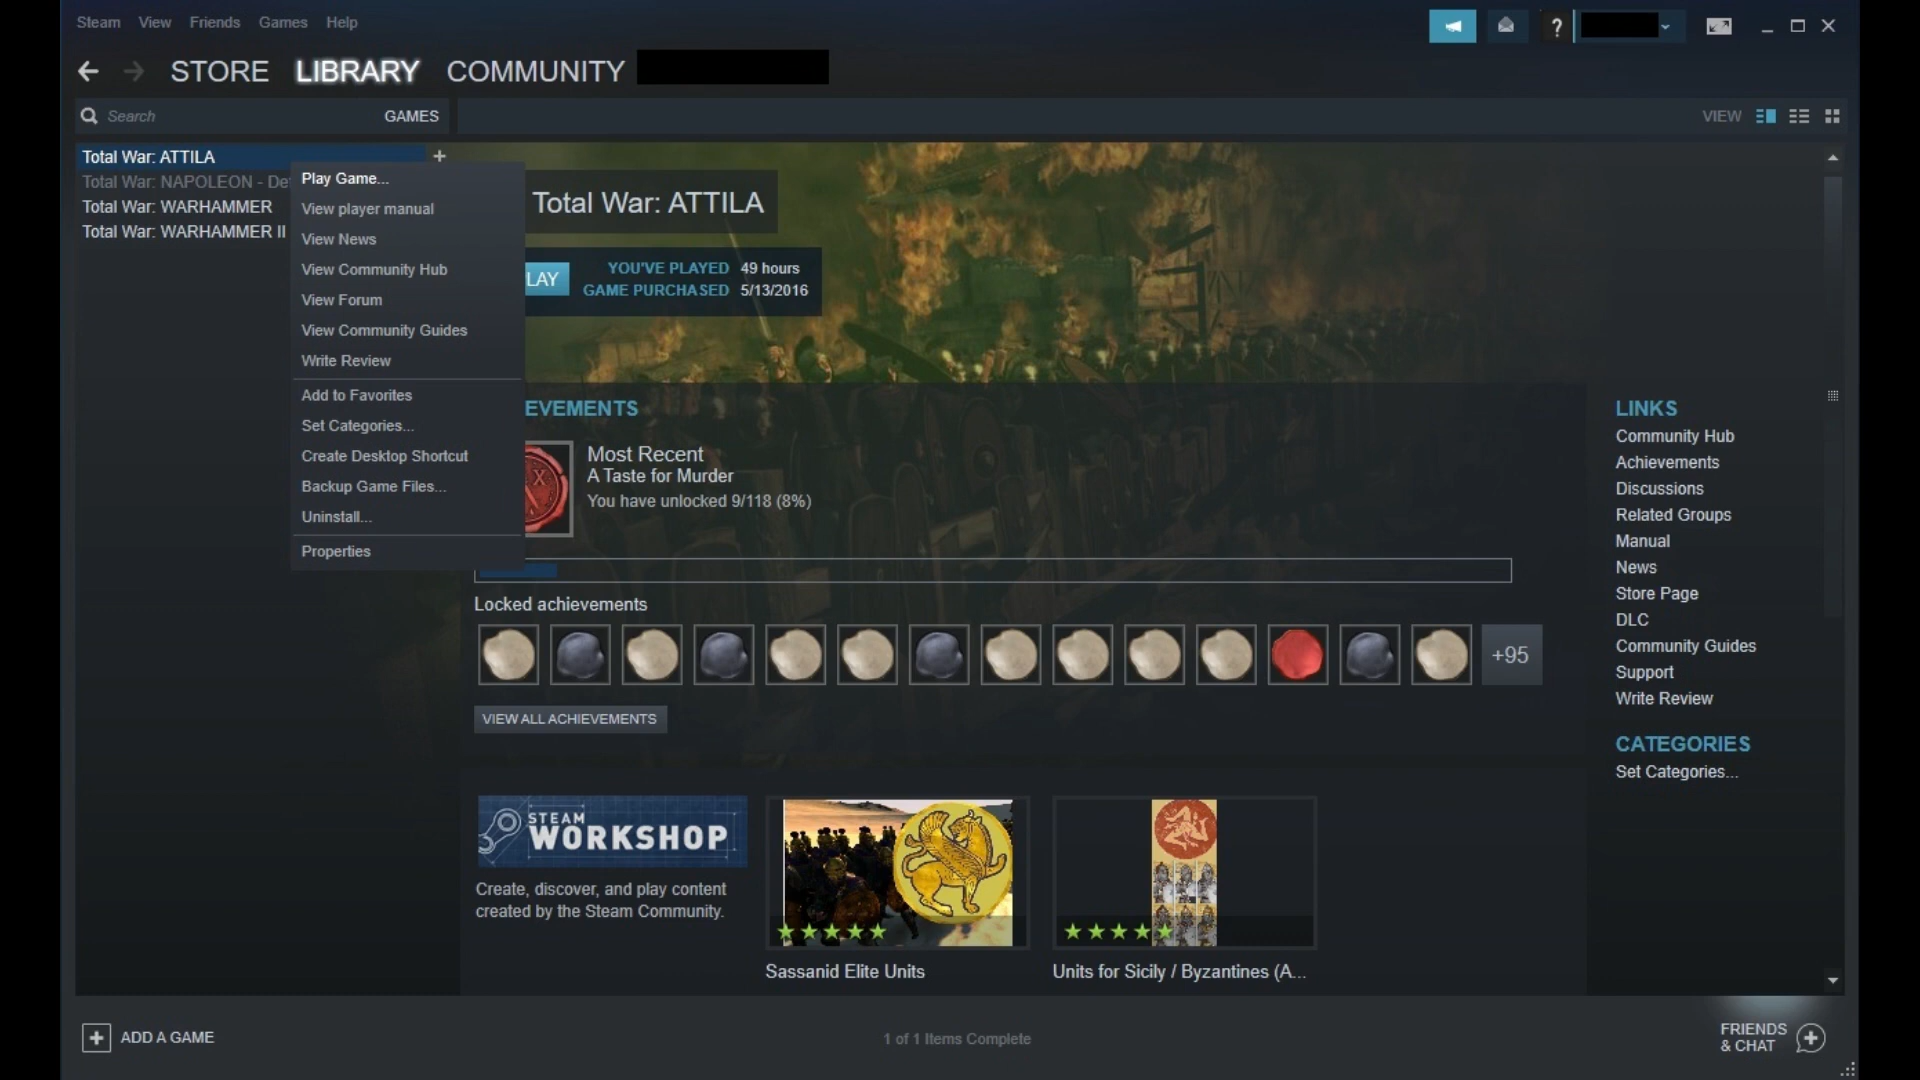 Steam View Friends Games Help
STORE LIBRARY COMMUNITY
Search GAMES
VIEW
Total War: ATTILA
Total War: NAPOLEON - De
Total War: WARHAMMER
Total War: WARHAMMER II
Play Game...
View player manual
View News
View Community Hub
View Forum
View Community Guides
Write Review
Add to Favorites
Set Categories...
Create Desktop Shortcut
Backup Game Files...
Uninstall...
Properties
Total War: ATTILA
LAY
YOU'VE PLAYED 49 hours
GAME PURCHASED 5/13/2016
EVEMENTS
Most Recent
A Taste for Murder
You have unlocked 9/118 (8%)
Locked achievements
+95
VIEW ALL ACHIEVEMENTS
STEAM
WORKSHOP
Create, discover, and play content
created by the Steam Community.
Sassanid Elite Units
Units for Sicily / Byzantines (A...
LINKS
Community Hub
Achievements
Discussions
Related Groups
Manual
News
Store Page
DLC
Community Guides
Support
Write Review
CATEGORIES
Set Categories...
ADD A GAME
1 of 1 Items Complete
FRIENDS
& CHAT